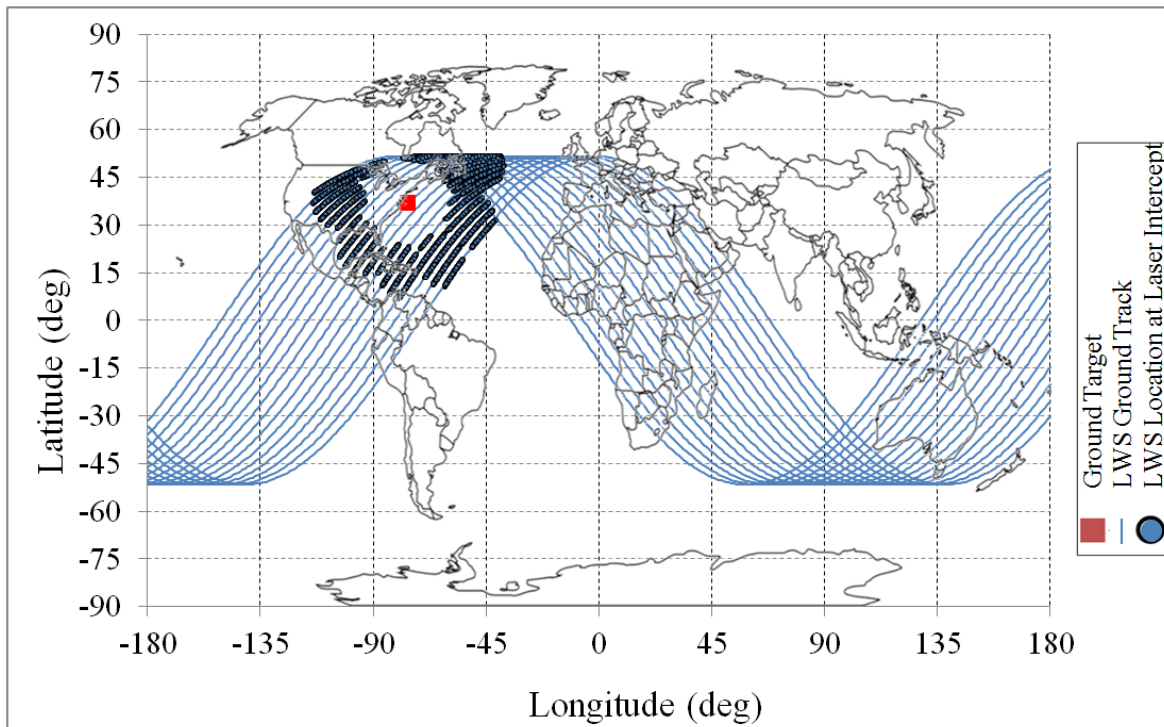 90
75
60
45
30
15
0
-15
-30
-45
-60
-75
-90
Latitude (deg)
-180 -135 -90 -45 0 45 90 135 180
Longitude (deg)
Ground Target
LWS Ground Track
LWS Location at Laser Intercept